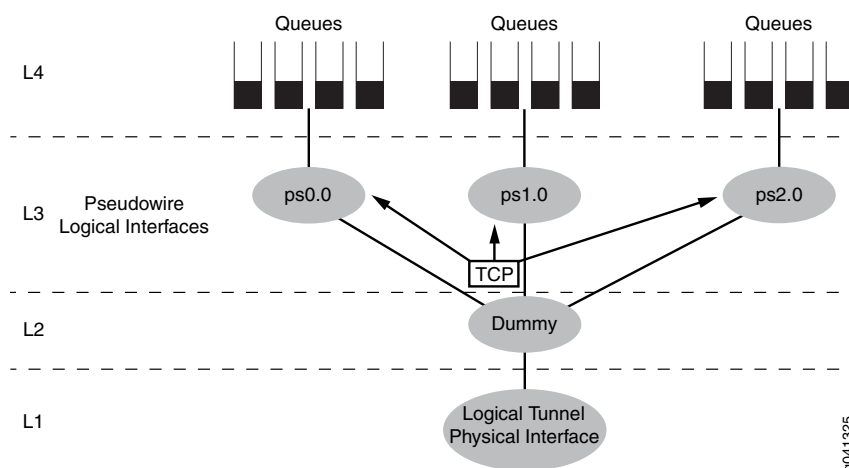 Queues
Queues
Queues
L4
L3
Pseudowire
Logical Interfaces
ps0.0
ps1.0
ps2.0
TCP
L2
Dummy
L1
Logical Tunnel
Physical Interface